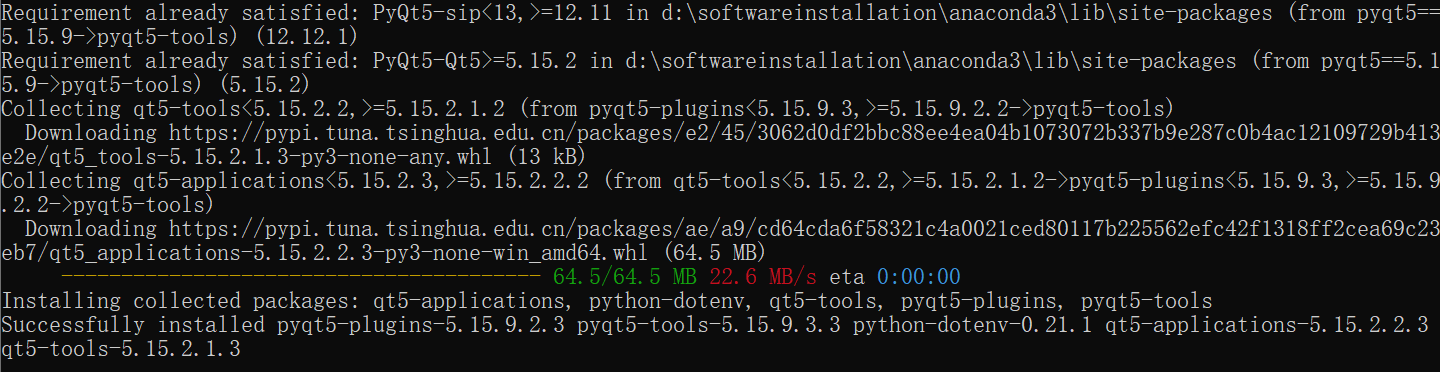 Requirement already satisfied: PyQt5-sip<13,>=12.11 in d:\softwareinstallation\anaconda3\lib\site-packages (from pyqt5==
5.15.9->pyqt5-tools) (12.12.1)
Requirement already satisfied: PyQt5-Qt5>=5.15.2 in d:\softwareinstallation\anaconda3\lib\site-packages (from pyqt5==5.1
5.9->pyqt5-tools) (5.15.2)
Collecting qt5-tools<5.15.2.2,>=5.15.2.1.2 (from pyqt5-plugins<5.15.9.3,>=5.15.9.2.2->pyqt5-tools)
  Downloading https://pypi.tuna.tsinghua.edu.cn/packages/e2/45/3062d0df2bbc88ee4ea04b1073072b337b9e287c0b4ac12109729b413
e2e/qt5_tools-5.15.2.1.3-py3-none-any.whl (13 kB)
Collecting qt5-applications<5.15.2.3,>=5.15.2.2.2 (from qt5-tools<5.15.2.2,>=5.15.2.1.2->pyqt5-plugins<5.15.9.3,>=5.15.9
.2.2->pyqt5-tools)
  Downloading https://pypi.tuna.tsinghua.edu.cn/packages/ae/a9/cd64cda6f58321c4a0021ced80117b225562efc42f1318ff2cea69c23
eb7/qt5_applications-5.15.2.2.3-py3-none-win_amd64.whl (64.5 MB)
     ---------------------------------------- 64.5/64.5 MB 22.6 MB/s eta 0:00:00
Installing collected packages: qt5-applications, python-dotenv, qt5-tools, pyqt5-plugins, pyqt5-tools
Successfully installed pyqt5-plugins-5.15.9.2.3 pyqt5-tools-5.15.9.3.3 python-dotenv-0.21.1 qt5-applications-5.15.2.2.3
qt5-tools-5.15.2.1.3